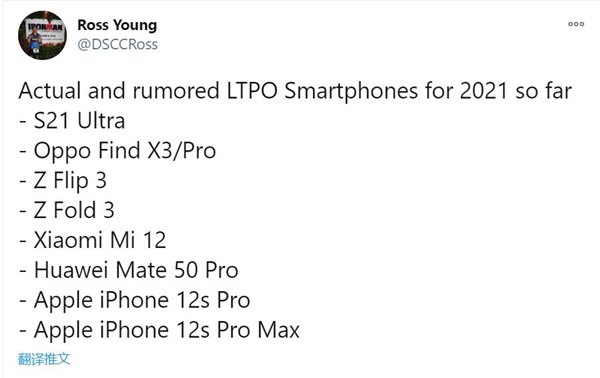 Ross Young
@DSCCRoss
Actual and rumored LTPO Smartphones for 2021 so far
- S21 Ultra
- Oppo Find X3/Pro
- Z Flip 3
- Z Fold 3
- Xiaomi Mi 12
- Huawei Mate 50 Pro
- Apple iPhone 12s Pro
- Apple iPhone 12s Pro Max
翻译推文